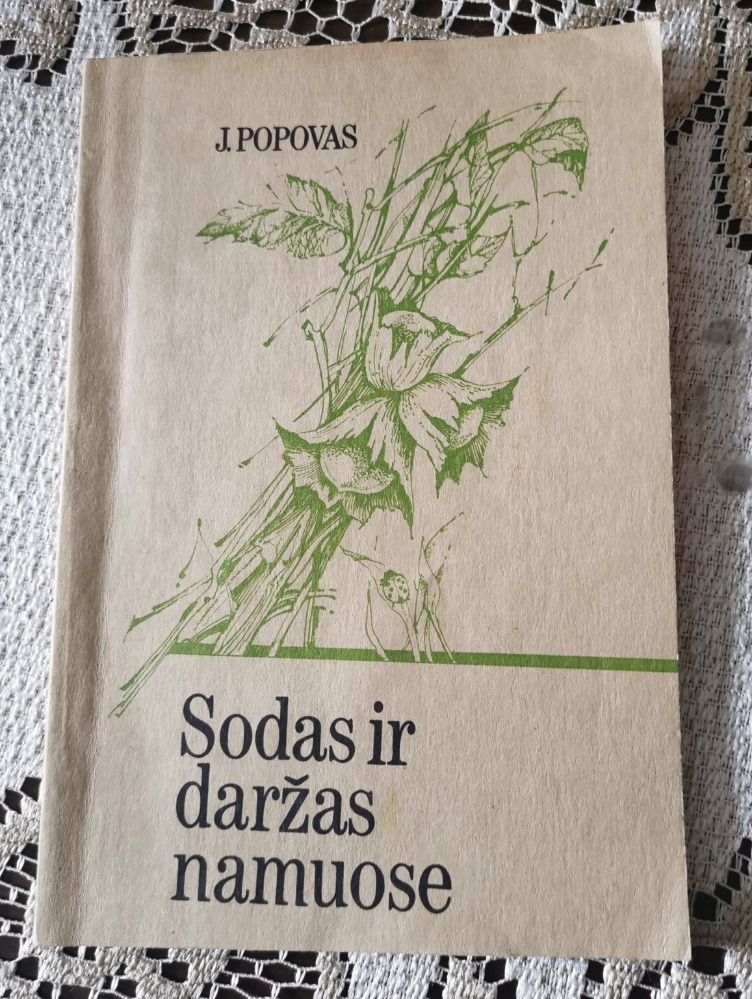 J. POPOVAS
Sodas ir
daržas
namuose